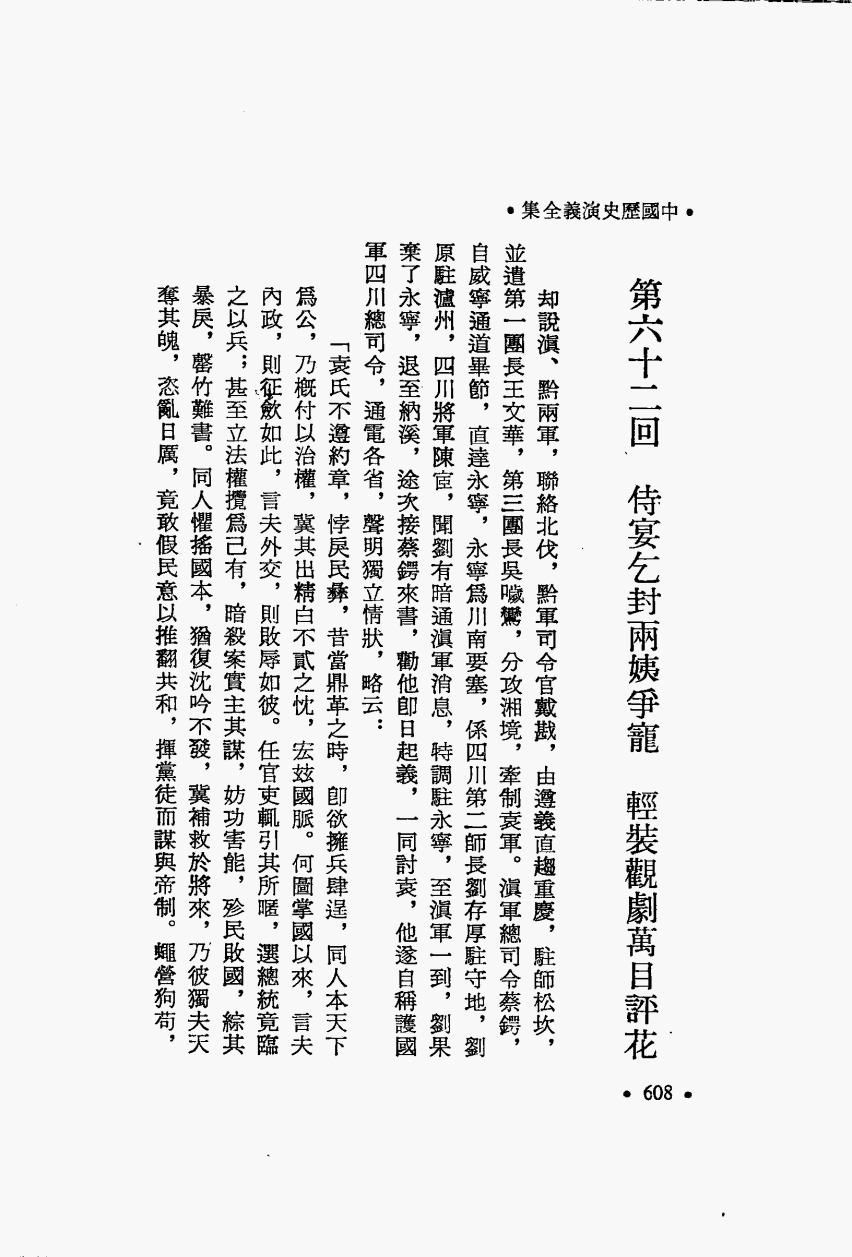 •中國歷史演義全集•
第六十二回　侍宴乞封兩姨爭寵　輕裝觀劇萬目評花
却說滇、黔兩軍，聯絡北伐，黔軍司令官戴戡，由遵義直趨重慶，駐師松坎，
並遣第一團長王文華，第三團長吳噦鸞，分攻湘境，牽制袁軍。滇軍總司令蔡鍔，
自威寧通道畢節，直達永寧，永寧爲川南要塞，係四川第二師長劉存厚駐守地，劉
原駐瀘州，四川將軍陳宧，聞劉有暗通滇軍消息，特調駐永寧，至滇軍一到，劉果
棄了永寧，退至納溪，途次接蔡鍔來書，勸他卽日起義，一同討袁，他遂自稱護國
軍四川總司令，通電各省，聲明獨立情狀，略云：
「袁氏不遵約章，悖戾民彝，昔當鼎革之時，卽欲擁兵肆逞，同人本天下
爲公，乃槪付以治權，冀其出精白不貳之忱，宏玆國脈。何圖掌國以來，言夫
內政，則征歛如此，言夫外交，則敗辱如彼。任官吏輒引其所暱，選總統竟臨
之以兵；甚至立法權攬爲己有，暗殺案實主其謀，妨功害能，殄民敗國，綜其
暴戾，罄竹難書。同人懼搖國本，猶復沈吟不發，冀補救於將來，乃彼獨夫天
奪其魄，恣亂日厲，竟敢假民意以推翻共和，揮黨徒而謀與帝制。蠅營狗苟，
•608•